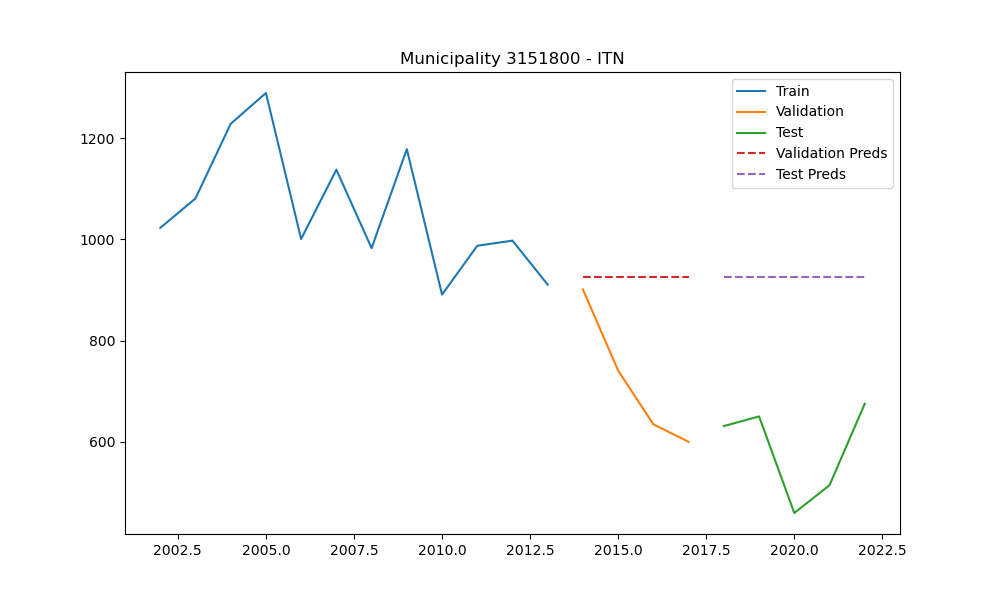 Municipality 3151800 - ITN
Train
Validation
Test
Validation Preds
Test Preds
1200
1000
800
600
2002.5 2005.0 2007.5 2010.0 2012.5 2015.0 2017.5 2020.0 2022.5